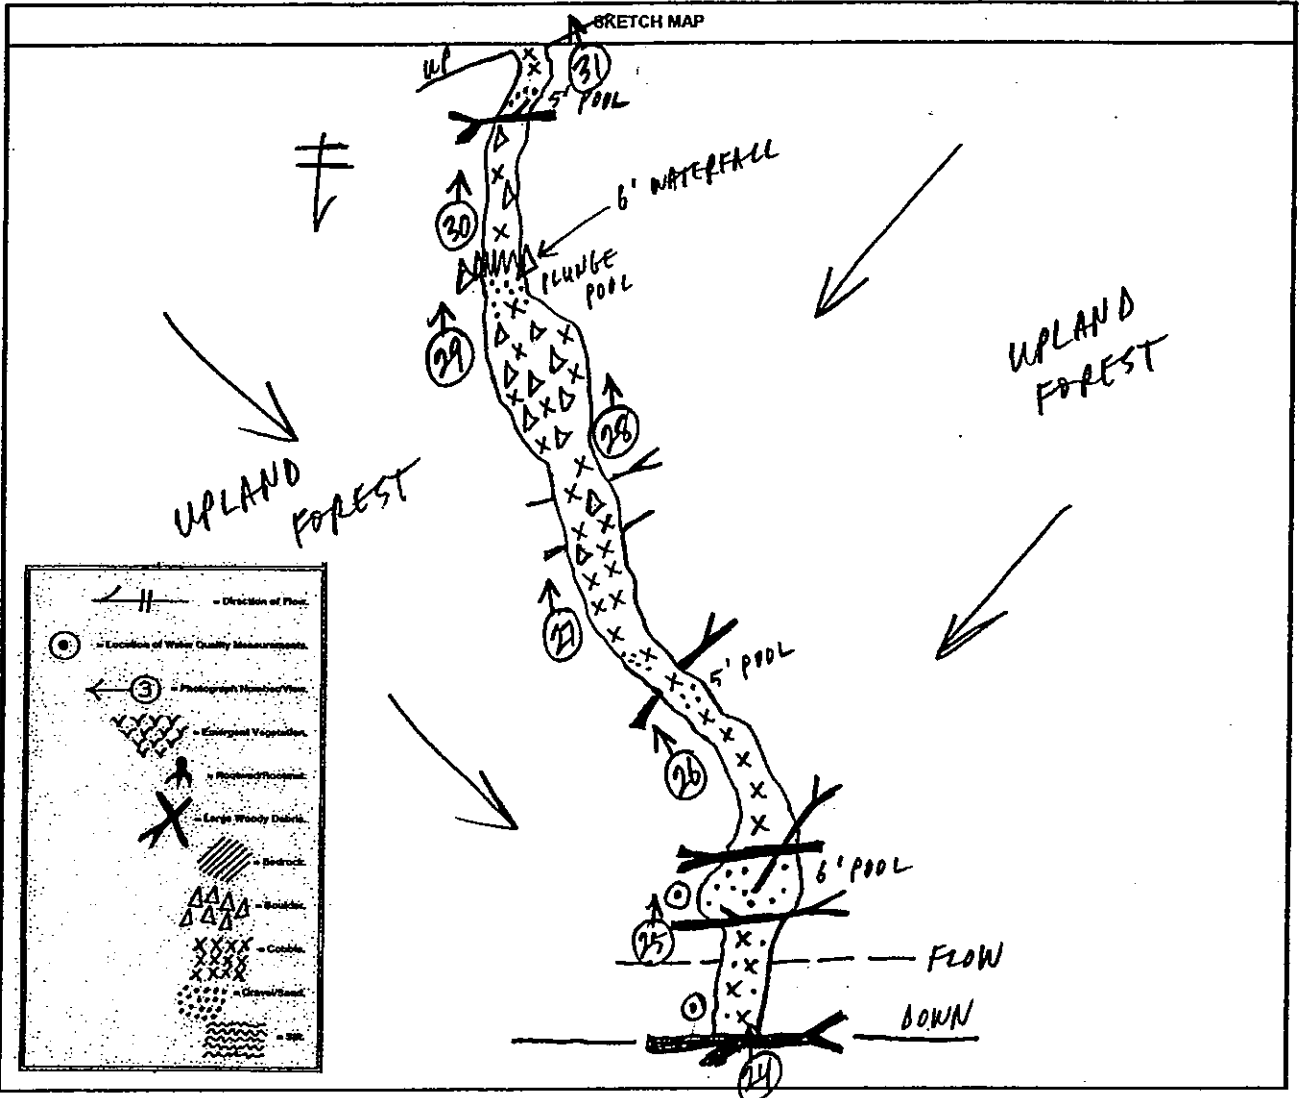 SKETCH MAP
UP
31
5' POOL
30
6' WATERFALL
PLUNGE
POOL
29
UPLAND
FOREST
28
UPLAND
FOREST
27
5' POOL
26
6' POOL
25
FLOW
DOWN
24
= Direction of Flow.
= Location of Water Quality Measurements.
3 = Photograph Number/View.
= Emergent Vegetation.
= Rootwad/Rootmat.
= Large Woody Debris.
= Bedrock.
= Boulder.
= Cobble.
= Gravel/Sand.
= Silt.